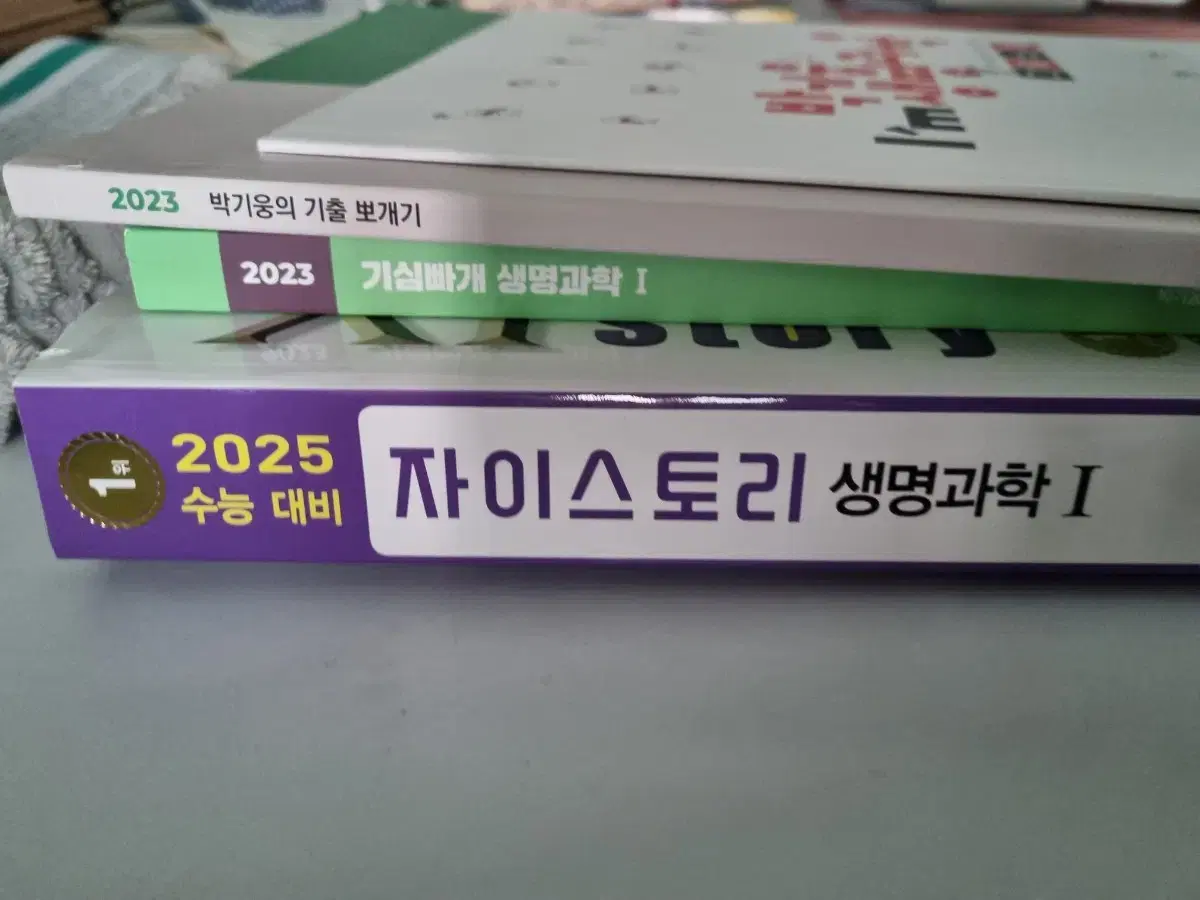 2023 박기웅의 기출 뽀개기
2023 기심빠개 생명과학 I
story
1위
2025
수능 대비
자이스토리 생명과학 I